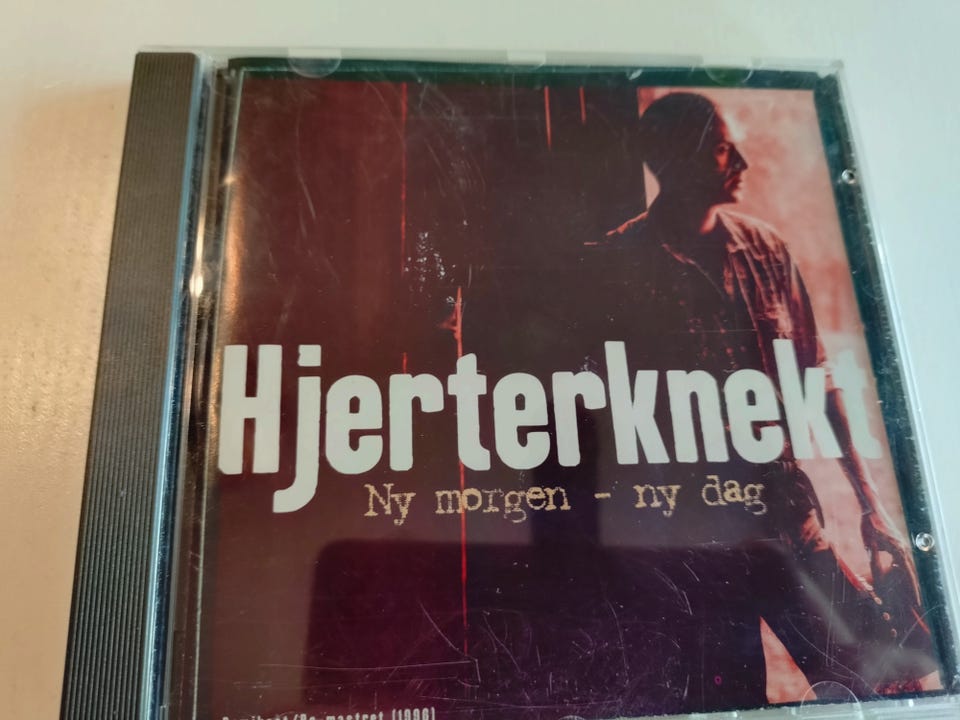 Hjerterknekt
Ny morgen - ny dag